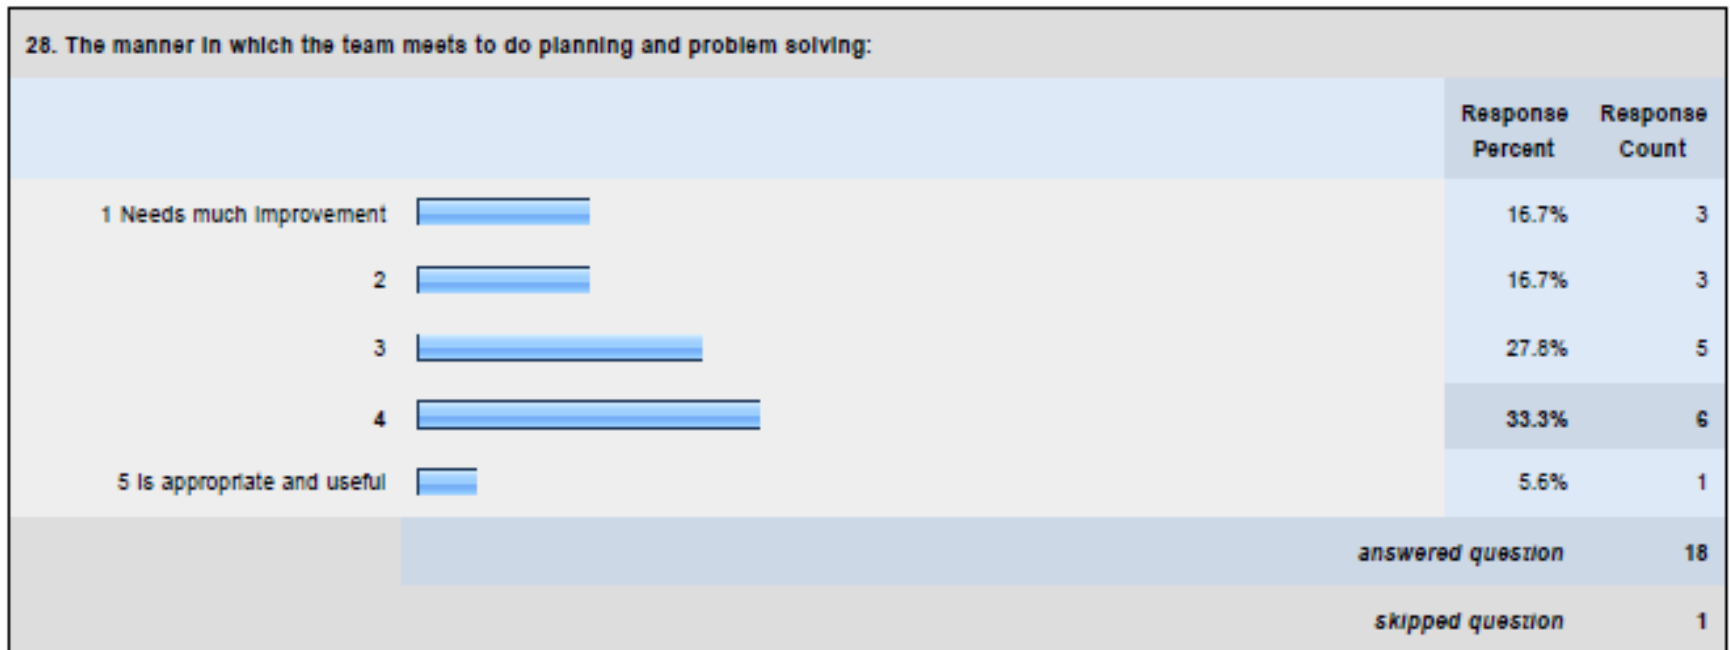 28. The manner in which the team meets to do planning and problem solving:
Response Percent
Response Count
1 Needs much improvement 16.7% 3
2 16.7% 3
3 27.8% 5
4 33.3% 6
5 Is appropriate and useful 5.6% 1
answered question 18
skipped question 1